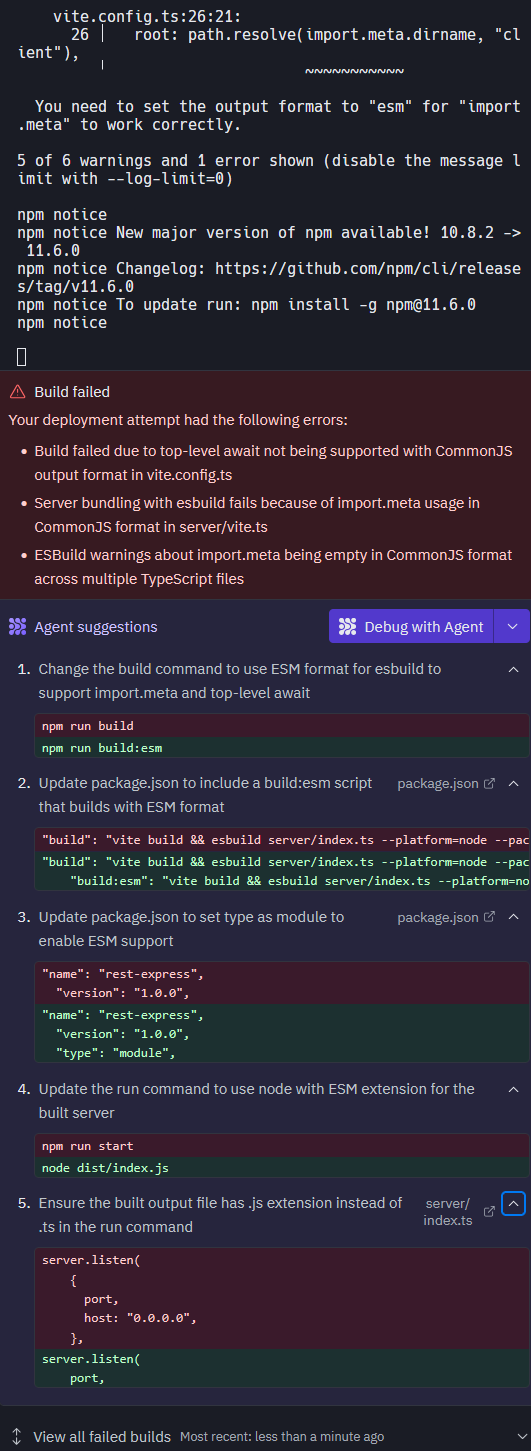 vite.config.ts:26:21:
26 │ root: path.resolve(import.meta.dirname, "cl
ient"),
╵ ~~~~~~~~~~~
You need to set the output format to "esm" for "import
.meta" to work correctly.
5 of 6 warnings and 1 error shown (disable the message l
imit with --log-limit=0)
npm notice
npm notice New major version of npm available! 10.8.2 ->
11.6.0
npm notice Changelog: https://github.com/npm/cli/release
s/tag/v11.6.0
npm notice To update run: npm install -g npm@11.6.0
npm notice
Build failed
Your deployment attempt had the following errors:
• Build failed due to top-level await not being supported with CommonJS
output format in vite.config.ts
• Server bundling with esbuild fails because of import.meta usage in
CommonJS format in server/vite.ts
• ESBuild warnings about import.meta being empty in CommonJS format
across multiple TypeScript files
Agent suggestions
Debug with Agent
1. Change the build command to use ESM format for esbuild to
support import.meta and top-level await
npm run build
npm run build:esm
2. Update package.json to include a build:esm script
that builds with ESM format
package.json
"build": "vite build && esbuild server/index.ts --platform=node --pac
"build": "vite build && esbuild server/index.ts --platform=node --pac
"build:esm": "vite build && esbuild server/index.ts --platform=no
3. Update package.json to set type as module to
enable ESM support
package.json
"name": "rest-express",
"version": "1.0.0",
"name": "rest-express",
"version": "1.0.0",
"type": "module",
4. Update the run command to use node with ESM extension for the
built server
npm run start
node dist/index.js
5. Ensure the built output file has .js extension instead of
.ts in the run command
server/
index.ts
server.listen(
{
port,
host: "0.0.0.0",
},
server.listen(
port,
View all failed builds Most recent: less than a minute ago